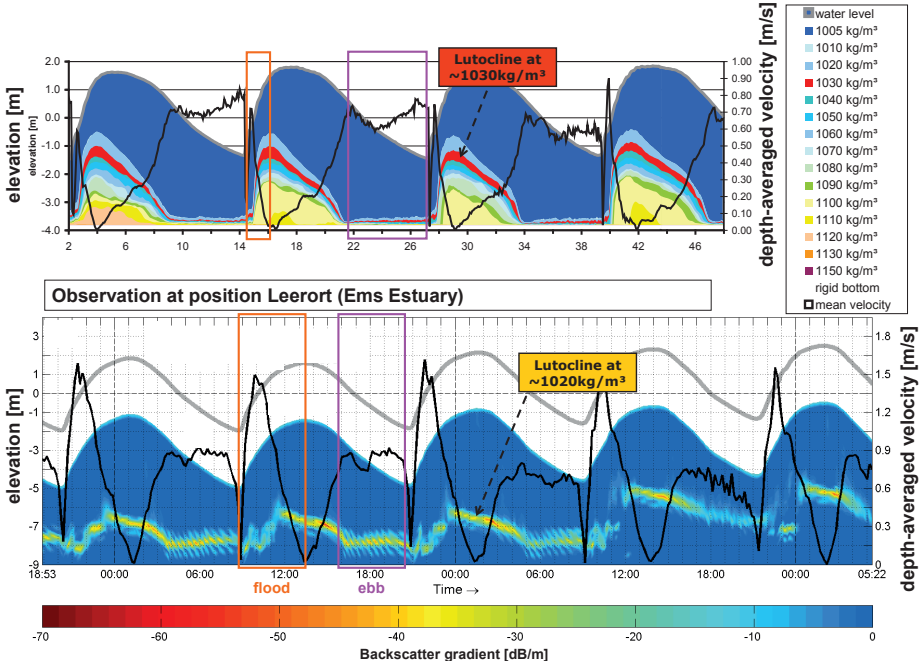 elevation [m]
elevation [m]
2.0
1.0
0.0
-1.0
-2.0
-3.0
-4.0
2 6 10 14 18 22 26 30 34 38 42 46
Lutocline at
~1030kg/m³
1.00
0.90
0.80
0.70
0.60
0.50
0.40
0.30
0.20
0.10
0.00
depth-averaged velocity [m/s]
water level
1005 kg/m³
1010 kg/m³
1020 kg/m³
1030 kg/m³
1040 kg/m³
1050 kg/m³
1060 kg/m³
1070 kg/m³
1080 kg/m³
1090 kg/m³
1100 kg/m³
1110 kg/m³
1120 kg/m³
1130 kg/m³
1150 kg/m³
rigid bottom
mean velocity
Observation at position Leerort (Ems Estuary)
elevation [m]
3
1
0
-1
-3
-5
-7
-9
Lutocline at
~1020kg/m³
1.8
1.5
1.2
0.9
0.6
0.3
0
depth-averaged velocity [m/s]
18:53 00:00 06:00 12:00 18:00 00:00 06:00 12:00 18:00 00:00 05:22
flood ebb Time →
-70 -60 -50 -40 -30 -20 -10 0
Backscatter gradient [dB/m]